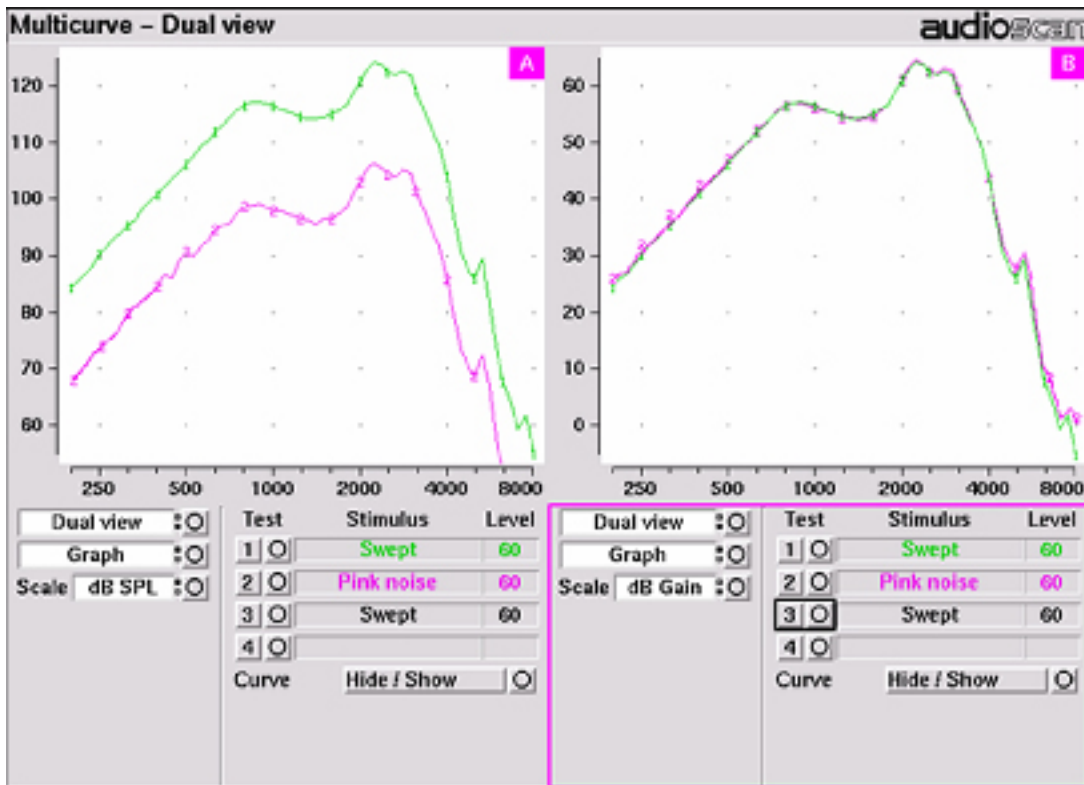 Multicurve – Dual view audioscan
A
120
110
100
90
80
70
60
250 500 1000 2000 4000 8000
B
60
50
40
30
20
10
0
250 500 1000 2000 4000 8000
Dual view
Graph
Scale dB SPL
Test Stimulus Level
1 Swept 60
2 Pink noise 60
3 Swept 60
4
Curve Hide / Show
Dual view
Graph
Scale dB Gain
Test Stimulus Level
1 Swept 60
2 Pink noise 60
3 Swept 60
4
Curve Hide / Show